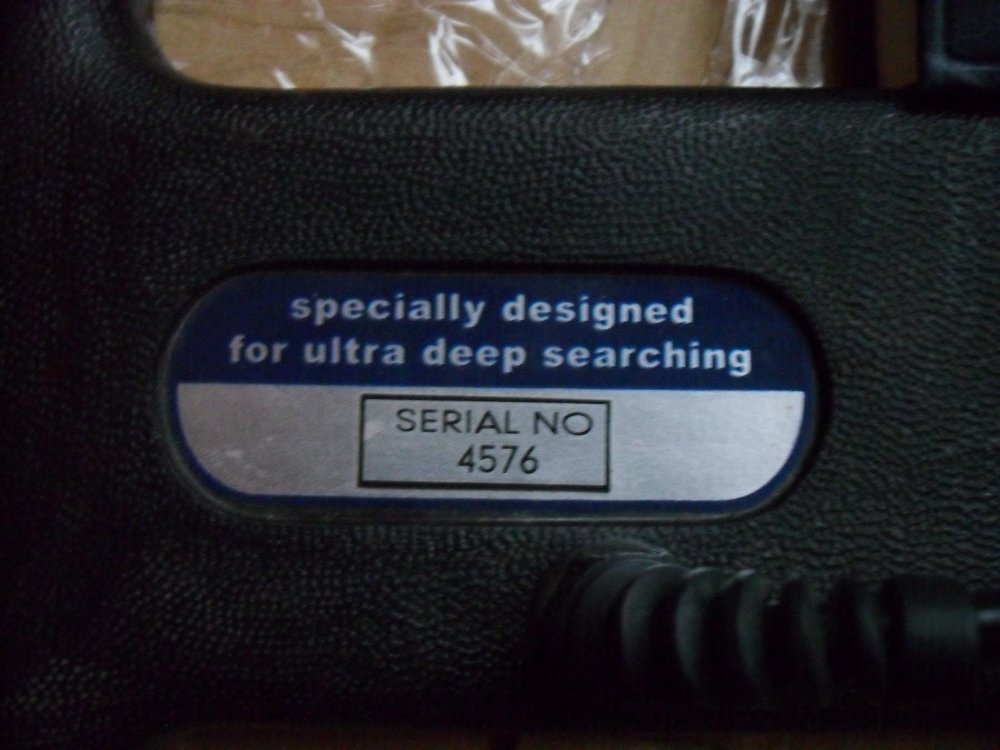 specially designed
for ultra deep searching
SERIAL NO
4576